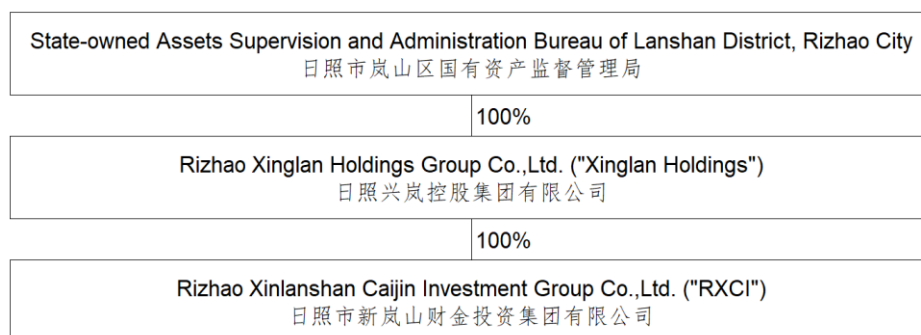 State-owned Assets Supervision and Administration Bureau of Lanshan District, Rizhao City
日照市岚山区国有资产监督管理局
100%
Rizhao Xinglan Holdings Group Co.,Ltd. ("Xinglan Holdings")
日照兴岚控股集团有限公司
100%
Rizhao Xinlanshan Caijin Investment Group Co.,Ltd. ("RXCI")
日照市新岚山财金投资集团有限公司